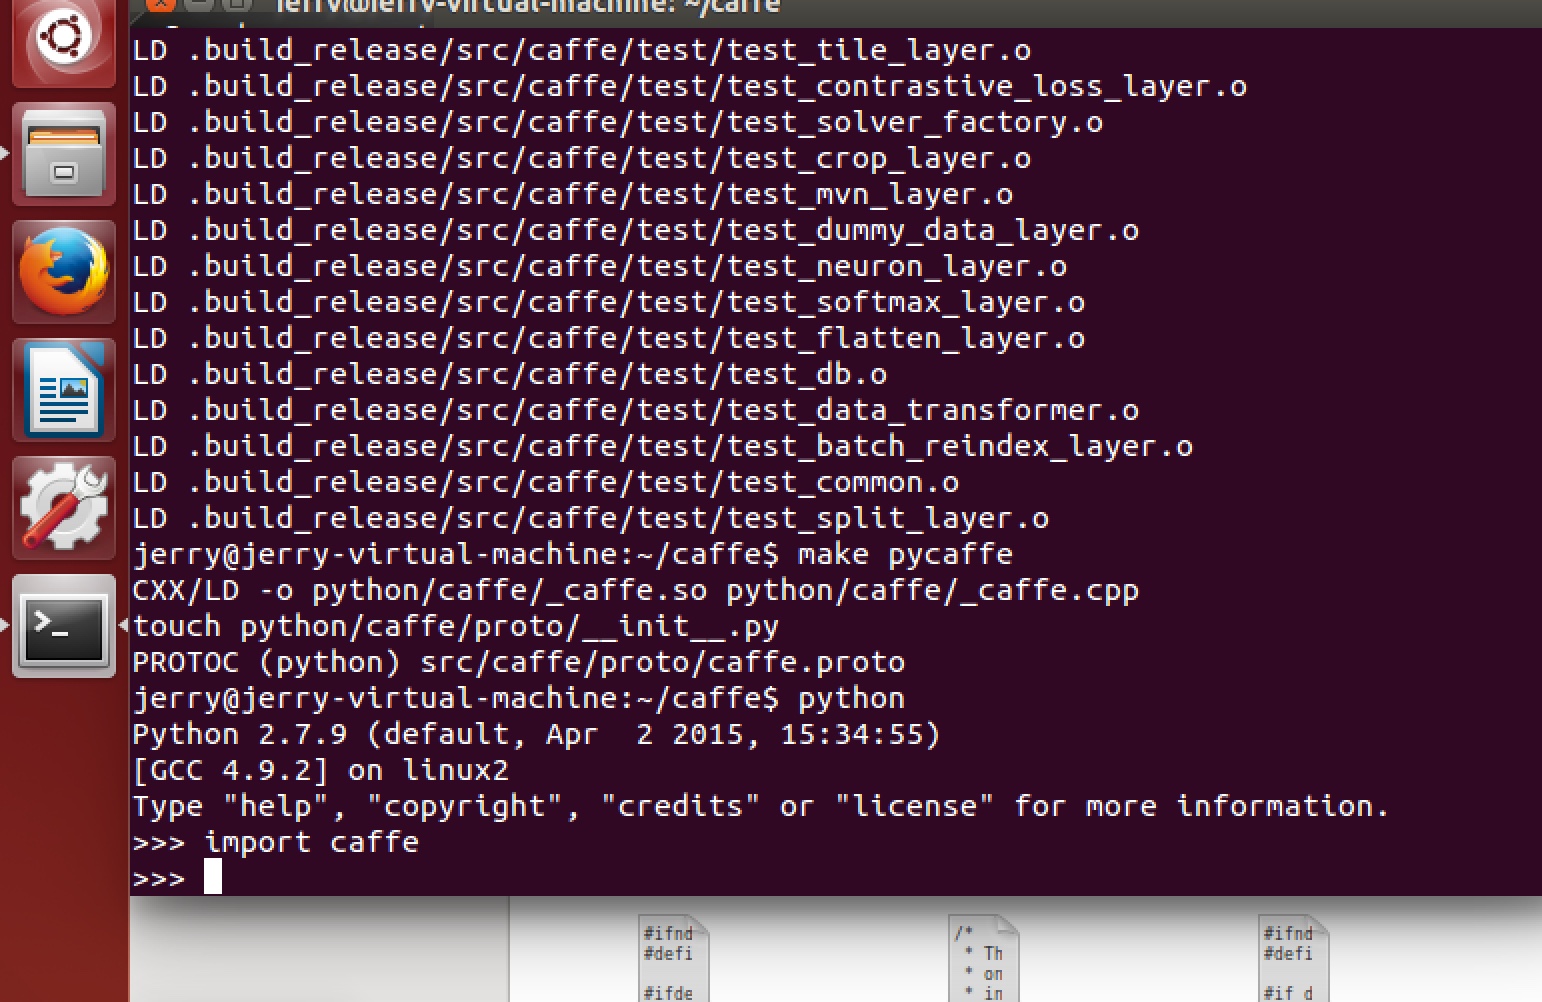 jerry@jerry-virtual-machine: ~/caffe
LD .build_release/src/caffe/test/test_tile_layer.o
LD .build_release/src/caffe/test/test_contrastive_loss_layer.o
LD .build_release/src/caffe/test/test_solver_factory.o
LD .build_release/src/caffe/test/test_crop_layer.o
LD .build_release/src/caffe/test/test_mvn_layer.o
LD .build_release/src/caffe/test/test_dummy_data_layer.o
LD .build_release/src/caffe/test/test_neuron_layer.o
LD .build_release/src/caffe/test/test_softmax_layer.o
LD .build_release/src/caffe/test/test_flatten_layer.o
LD .build_release/src/caffe/test/test_db.o
LD .build_release/src/caffe/test/test_data_transformer.o
LD .build_release/src/caffe/test/test_batch_reindex_layer.o
LD .build_release/src/caffe/test/test_common.o
LD .build_release/src/caffe/test/test_split_layer.o
jerry@jerry-virtual-machine:~/caffe$ make pycaffe
CXX/LD -o python/caffe/_caffe.so python/caffe/_caffe.cpp
touch python/caffe/proto/__init__.py
PROTOC (python) src/caffe/proto/caffe.proto
jerry@jerry-virtual-machine:~/caffe$ python
Python 2.7.9 (default, Apr  2 2015, 15:34:55)
[GCC 4.9.2] on linux2
Type "help", "copyright", "credits" or "license" for more information.
>>> import caffe
>>>
#ifnd
#defi
#ifde
/*
* Th
* on
* in
#ifnd
#defi
#if d